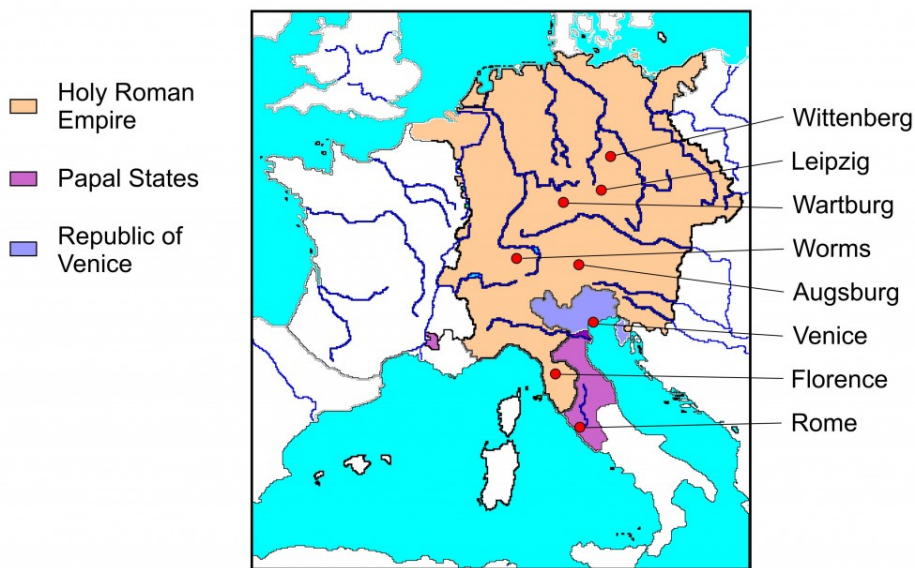 Holy Roman
Empire
Papal States
Republic of
Venice
Wittenberg
Leipzig
Wartburg
Worms
Augsburg
Venice
Florence
Rome